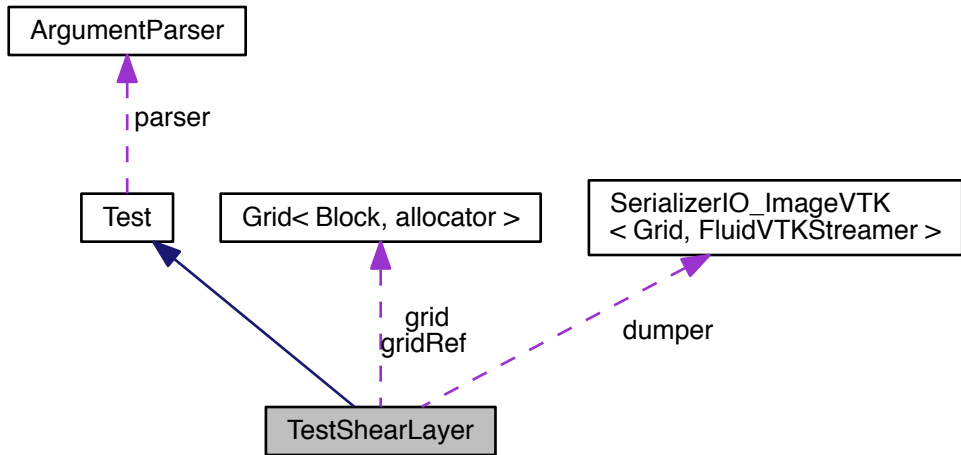 ArgumentParser
parser
Test
Grid< Block, allocator >
SerializerIO_ImageVTK
< Grid, FluidVTKStreamer >
grid
gridRef
dumper
TestShearLayer